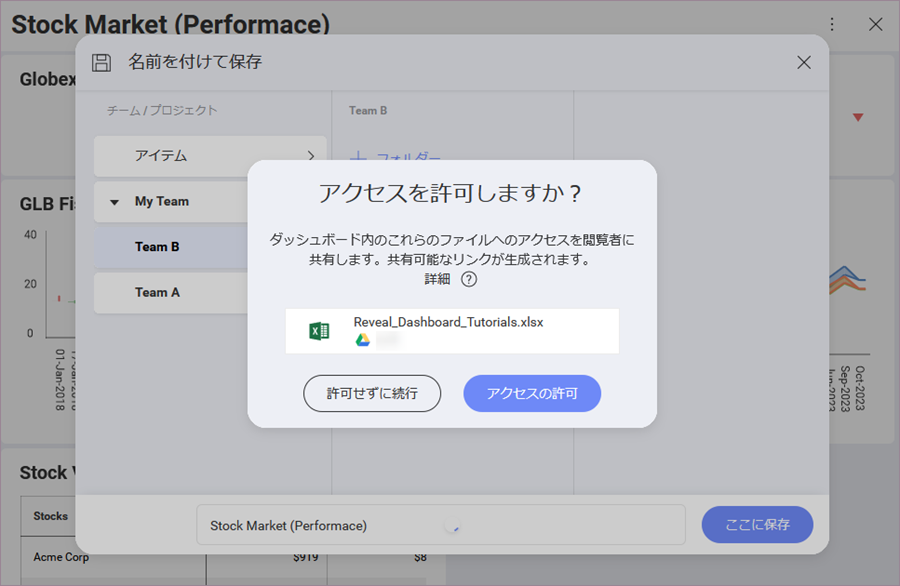 Stock Market (Performace)
Globex
名前を付けて保存
チーム / プロジェクト
Team B
アイテム
フォルダー
My Team
Team B
Team A
アクセスを許可しますか？
ダッシュボード内のこれらのファイルへのアクセスを閲覧者に
共有します。共有可能なリンクが生成されます。
詳細 ?
Reveal_Dashboard_Tutorials.xlsx
許可せずに続行
アクセスの許可
GLB Fi
40
20
0
01-Jan-2018
Sep-2023
Oct-2023
Stock
Stocks
Stock Market (Performace)
ここに保存
Acme Corp
$919
$8